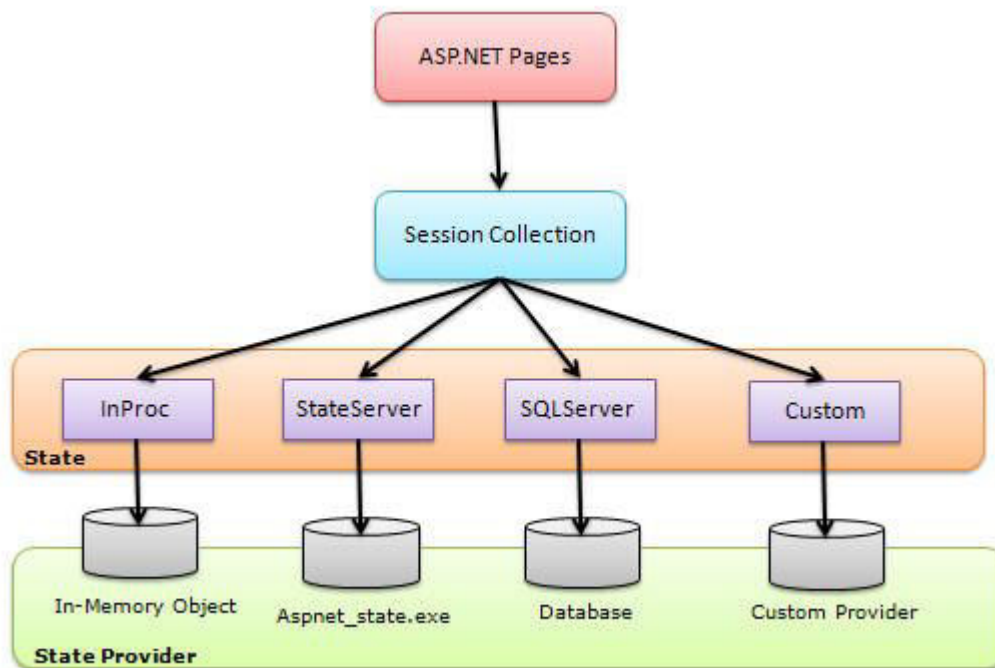 ASP.NET Pages
Session Collection
InProc
StateServer
SQLServer
Custom
State
In-Memory Object
Aspnet_state.exe
Database
Custom Provider
State Provider